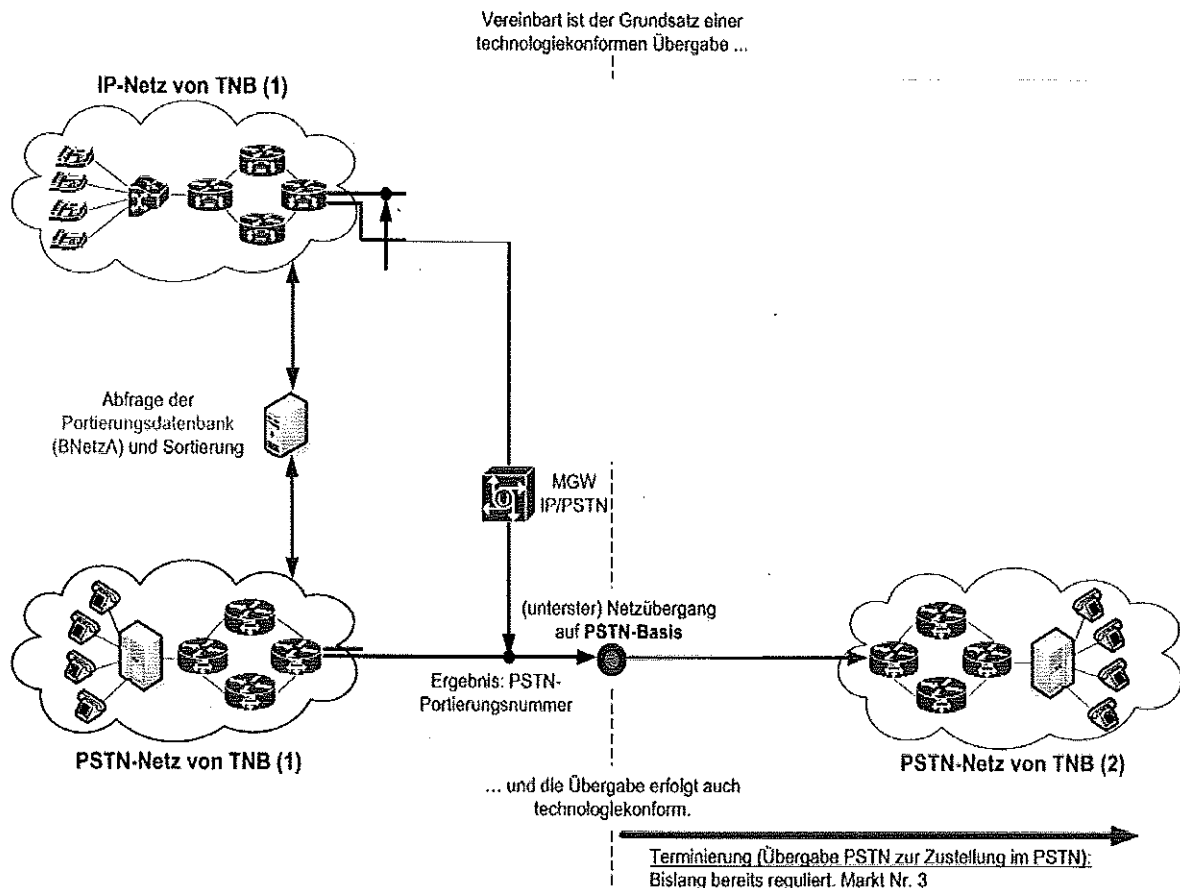 Vereinbart ist der Grundsatz einer
technologiekonformen Übergabe ...
IP-Netz von TNB (1)
Abfrage der
Portierungsdatenbank
(BNetzA) und Sortierung
MGW
IP/PSTN
(unterster) Netzübergang
auf PSTN-Basis
Ergebnis: PSTN-
Portierungsnummer
PSTN-Netz von TNB (1)
PSTN-Netz von TNB (2)
... und die Übergabe erfolgt auch
technologiekonform.
Terminierung (Übergabe PSTN zur Zustellung im PSTN):
Bislang bereits reguliert. Markt Nr. 3